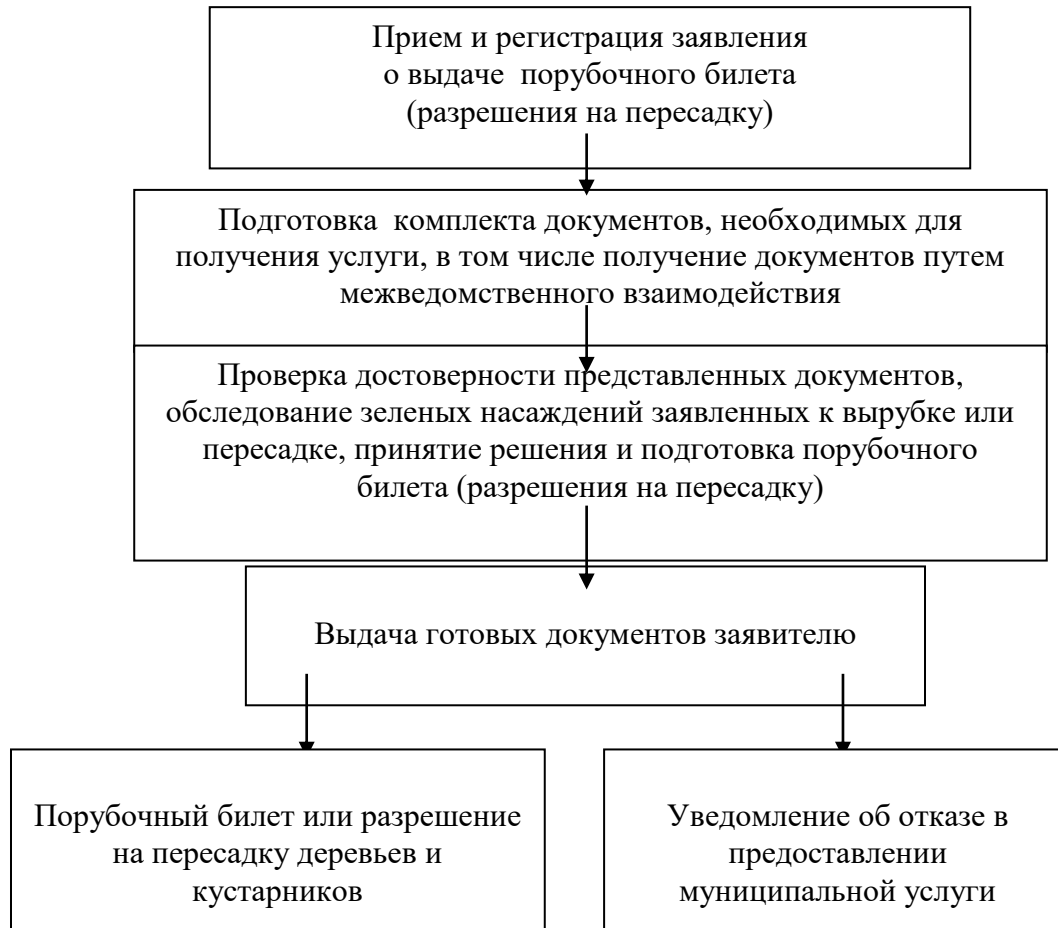 Прием и регистрация заявления
о выдаче порубочного билета
(разрешения на пересадку)
Подготовка комплекта документов, необходимых для
получения услуги, в том числе получение документов путем
межведомственного взаимодействия
Проверка достоверности представленных документов,
обследование зеленых насаждений заявленных к вырубке или
пересадке, принятие решения и подготовка порубочного
билета (разрешения на пересадку)
Выдача готовых документов заявителю
Порубочный билет или разрешение
на пересадку деревьев и
кустарников
Уведомление об отказе в
предоставлении
муниципальной услуги